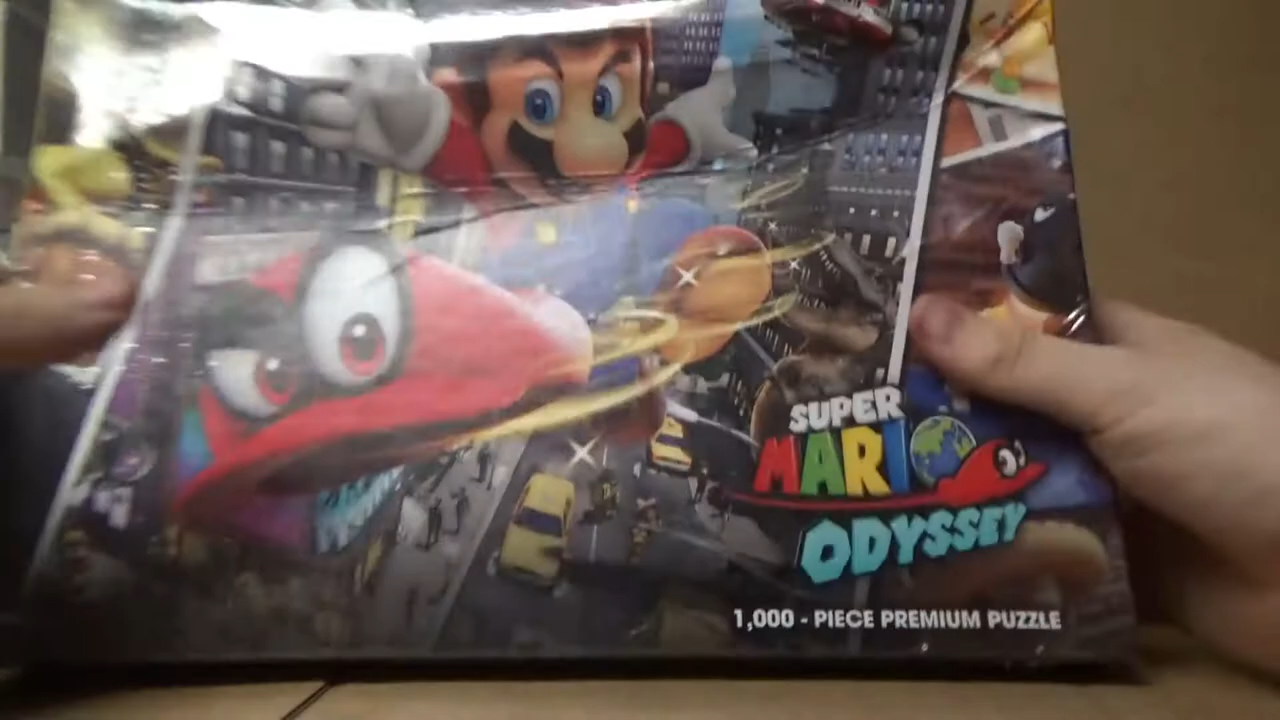 SUPER
MARIO
ODYSSEY
1,000 - PIECE PREMIUM PUZZLE